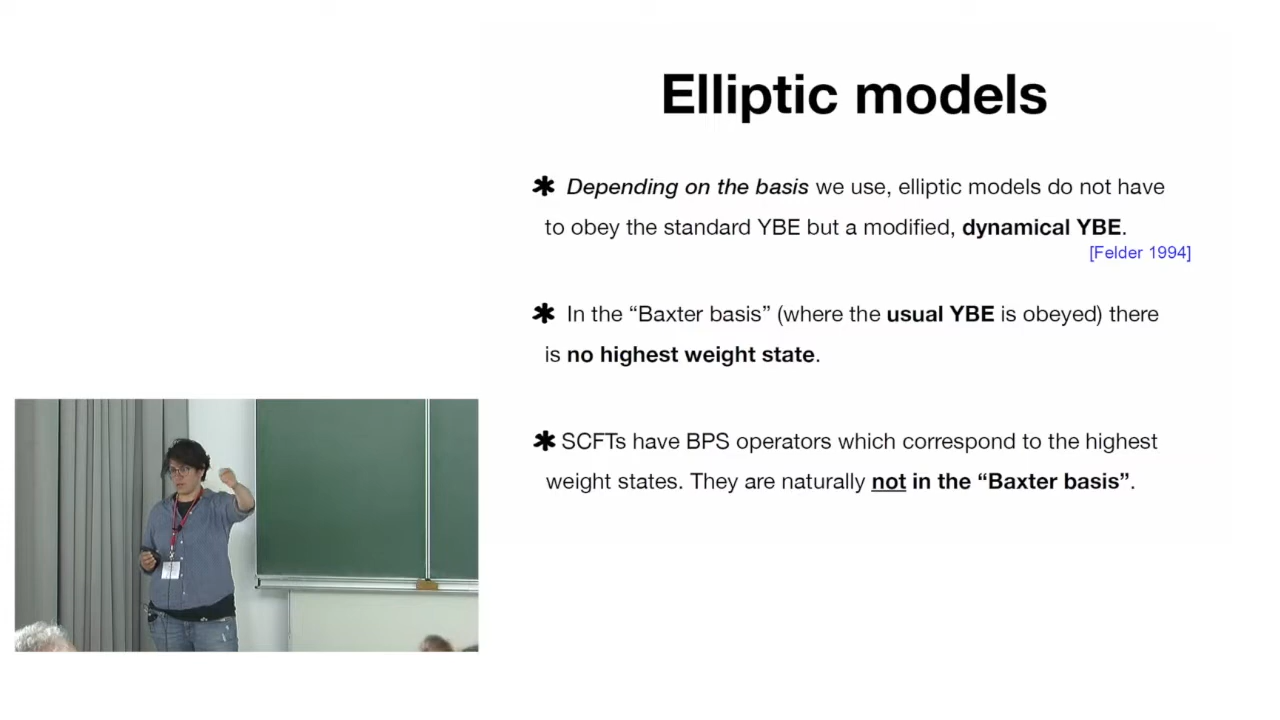 Elliptic models
✱ Depending on the basis we use, elliptic models do not have
to obey the standard YBE but a modified, dynamical YBE.
[Felder 1994]
✱ In the “Baxter basis” (where the usual YBE is obeyed) there
is no highest weight state.
✱ SCFTs have BPS operators which correspond to the highest
weight states. They are naturally not in the “Baxter basis”.